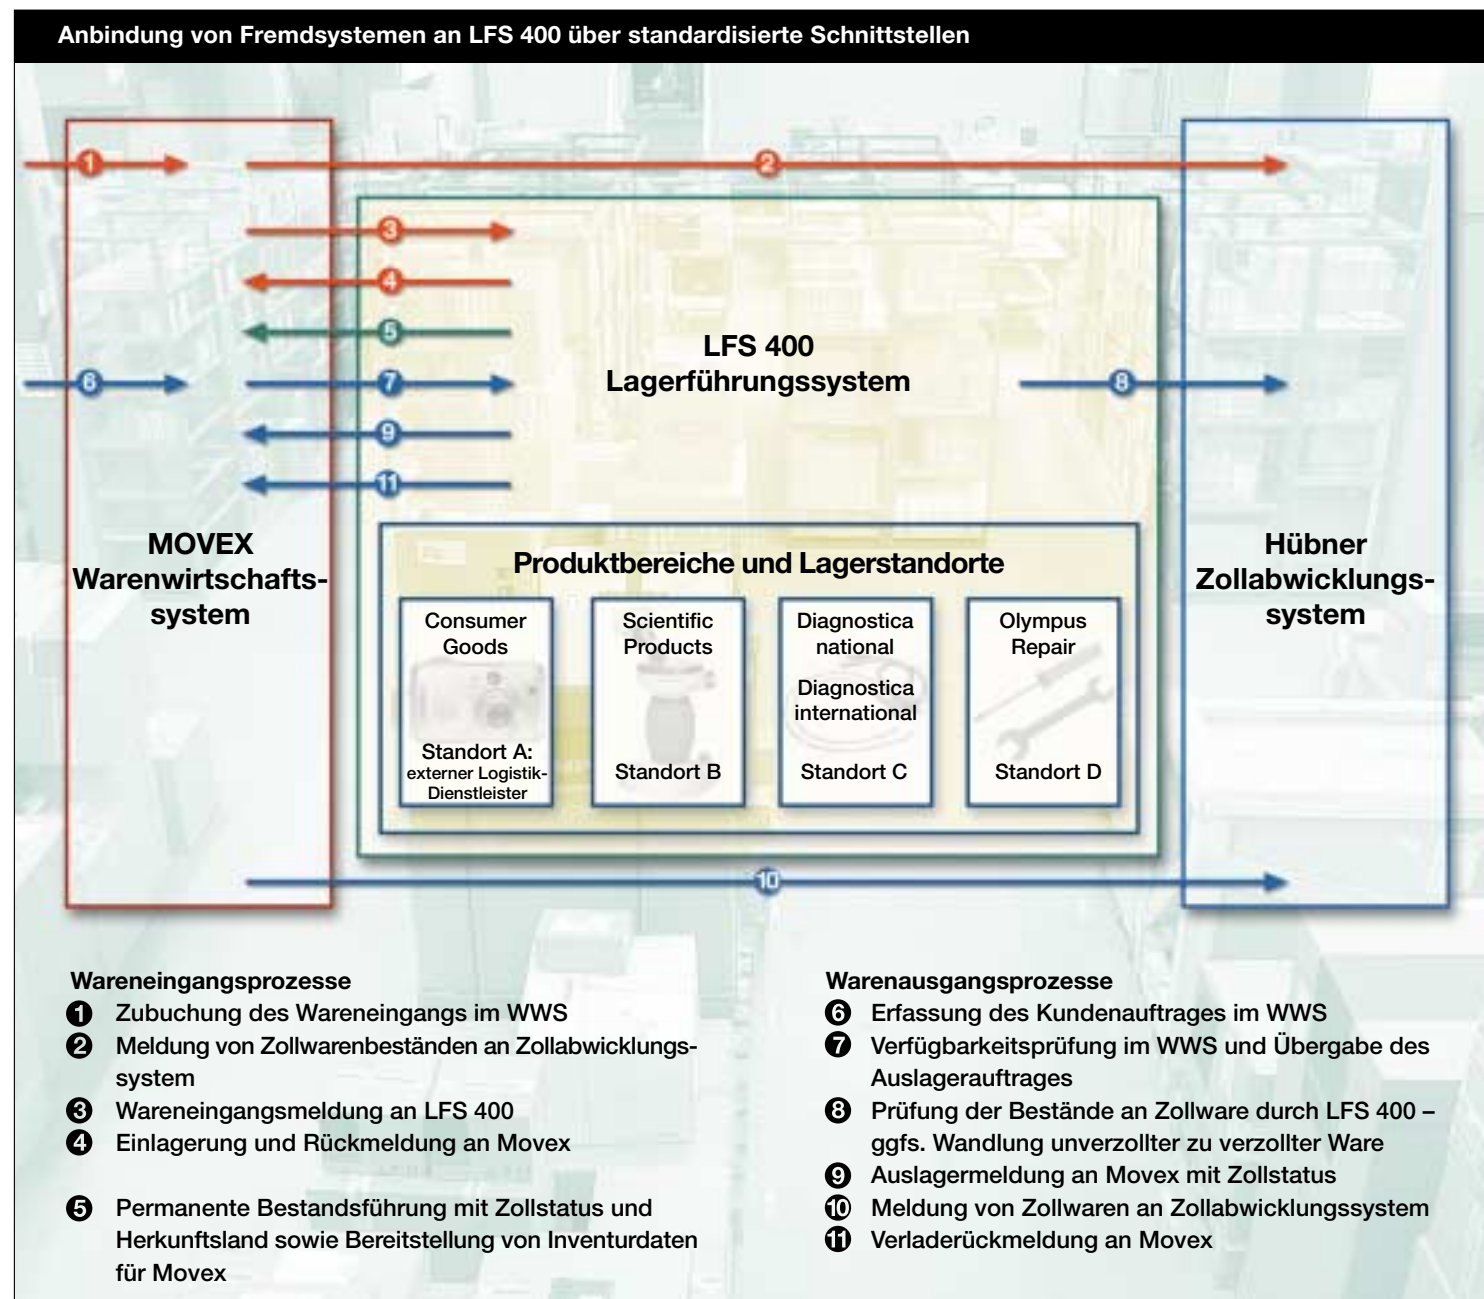 Anbindung von Fremdsystemen an LFS 400 über standardisierte Schnittstellen
1
2
3
4
5
6
7
8
9
11
10
LFS 400
Lagerführungssystem
MOVEX
Warenwirtschafts-
system
Hübner
Zollabwicklungs-
system
Produktbereiche und Lagerstandorte
Consumer
Goods
Standort A:
externer Logistik-
Dienstleister
Scientific
Products
Standort B
Diagnostica
national
Diagnostica
international
Standort C
Olympus
Repair
Standort D
Wareneingangsprozesse
1 Zubuchung des Wareneingangs im WWS
2 Meldung von Zollwarenbeständen an Zollabwicklungs-
system
3 Wareneingangsmeldung an LFS 400
4 Einlagerung und Rückmeldung an Movex
5 Permanente Bestandsführung mit Zollstatus und
Herkunftsland sowie Bereitstellung von Inventurdaten
für Movex
Warenausgangsprozesse
6 Erfassung des Kundenauftrages im WWS
7 Verfügbarkeitsprüfung im WWS und Übergabe des
Auslagerauftrages
8 Prüfung der Bestände an Zollware durch LFS 400 –
ggfs. Wandlung unverzollter zu verzollter Ware
9 Auslagermeldung an Movex mit Zollstatus
10 Meldung von Zollwaren an Zollabwicklungssystem
11 Verladerückmeldung an Movex